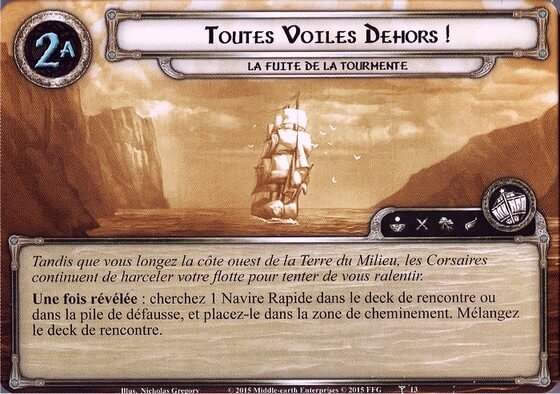 2A
TOUTES VOILES DEHORS !
LA FUITE DE LA TOURMENTE
Tandis que vous longez la côte ouest de la Terre du Milieu, les Corsaires
continuent de harceler votre flotte pour tenter de vous ralentir.
Une fois révélée : cherchez 1 Navire Rapide dans le deck de rencontre ou
dans la pile de défausse, et placez-le dans la zone de cheminement. Mélangez
le deck de rencontre.
Illus. Nicholas Gregory © 2015 Middle-earth Enterprises © 2015 FFG 13